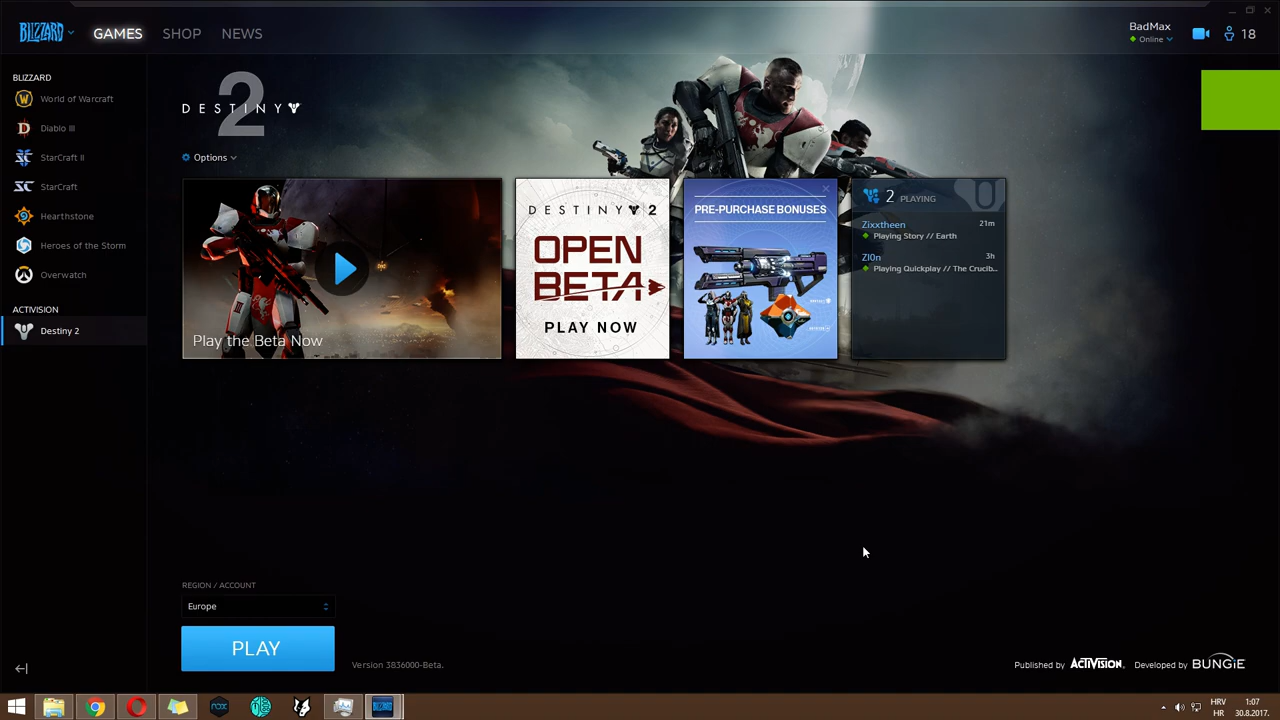 BLIZZARD
GAMES
SHOP
NEWS
BadMax
Online
18
BLIZZARD
World of Warcraft
Diablo III
StarCraft II
StarCraft
Hearthstone
Heroes of the Storm
Overwatch
ACTIVISION
Destiny 2
2
DESTINY
Options
Play the Beta Now
DESTINY 2
OPEN
BETA
PLAY NOW
PRE-PURCHASE BONUSES
2 PLAYING
Zixxtheen 21m
Playing Story // Earth
ZI0n 3h
Playing Quickplay // The Crucib...
REGION / ACCOUNT
Europe
PLAY
Version 3836000-Beta.
Published by ACTIVISION. Developed by BUNGiE
nox
BLIZZARD
HRV
HR
1:07
30.8.2017.